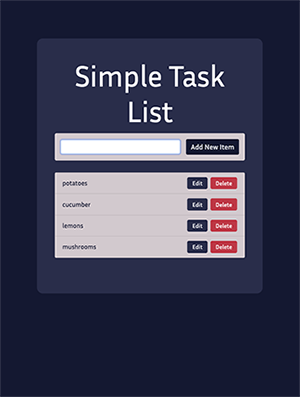 Simple Task
List
Add New Item
potatoes Edit Delete
cucumber Edit Delete
lemons Edit Delete
mushrooms Edit Delete